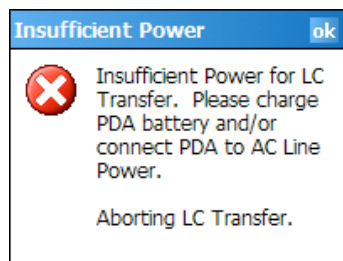 Insufficient Power ok
Insufficient Power for LC
Transfer. Please charge
PDA battery and/or
connect PDA to AC Line
Power.
Aborting LC Transfer.